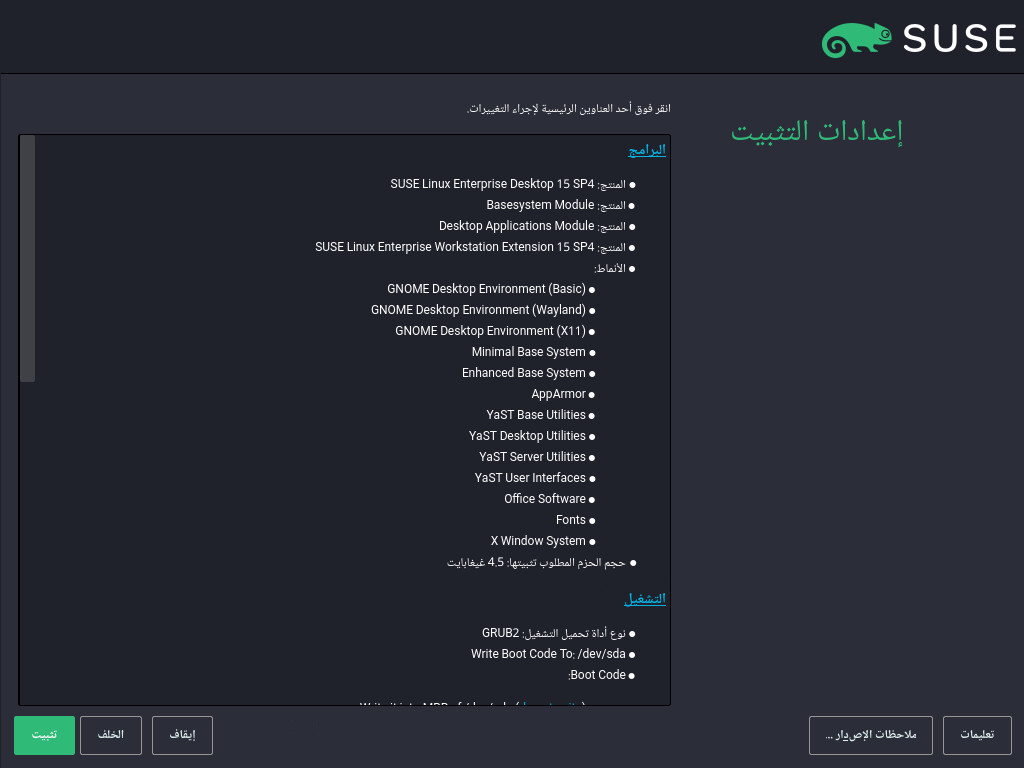 SUSE
إعدادات التثبيت
انقر فوق أحد العناوين الرئيسية لإجراء التغييرات.
البرامج
● المنتج: SUSE Linux Enterprise Desktop 15 SP4
● المنتج: Basesystem Module
● المنتج: Desktop Applications Module
● المنتج: SUSE Linux Enterprise Workstation Extension 15 SP4
● الأنماط:
● GNOME Desktop Environment (Basic)
● GNOME Desktop Environment (Wayland)
● GNOME Desktop Environment (X11)
● Minimal Base System
● Enhanced Base System
● AppArmor
● YaST Base Utilities
● YaST Desktop Utilities
● YaST Server Utilities
● YaST User Interfaces
● Office Software
● Fonts
● X Window System
● حجم الحزم المطلوب تثبيتها: 4.5 غيغابايت
التشغيل
● نوع أداة تحميل التشغيل: GRUB2
● Write Boot Code To: /dev/sda
● Boot Code:
تعليمات
ملاحظات الإصدار ...
إيقاف
الخلف
تثبيت